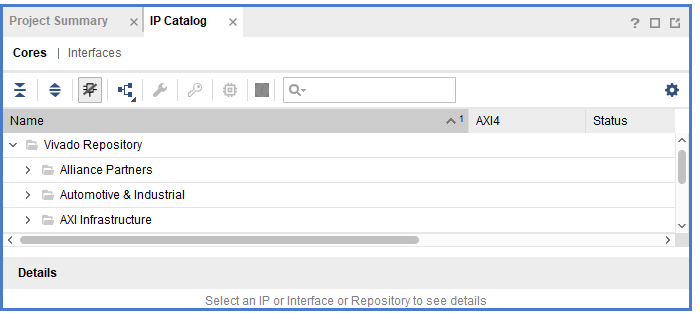 Project Summary × IP Catalog × ?
Cores | Interfaces
Name 1 AXI4 Status
Vivado Repository
Alliance Partners
Automotive & Industrial
AXI Infrastructure
Details
Select an IP or Interface or Repository to see details